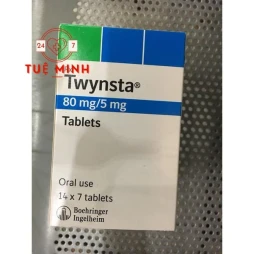 24 7
TUỆ MINH
Twynsta®
80 mg/5 mg
Tablets
Oral use
14 x 7 tablets
Boehringer
Ingelheim